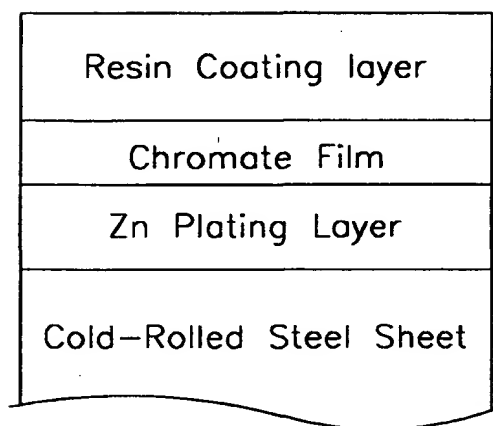 Resin Coating layer
Chromate Film
Zn Plating Layer
Cold-Rolled Steel Sheet